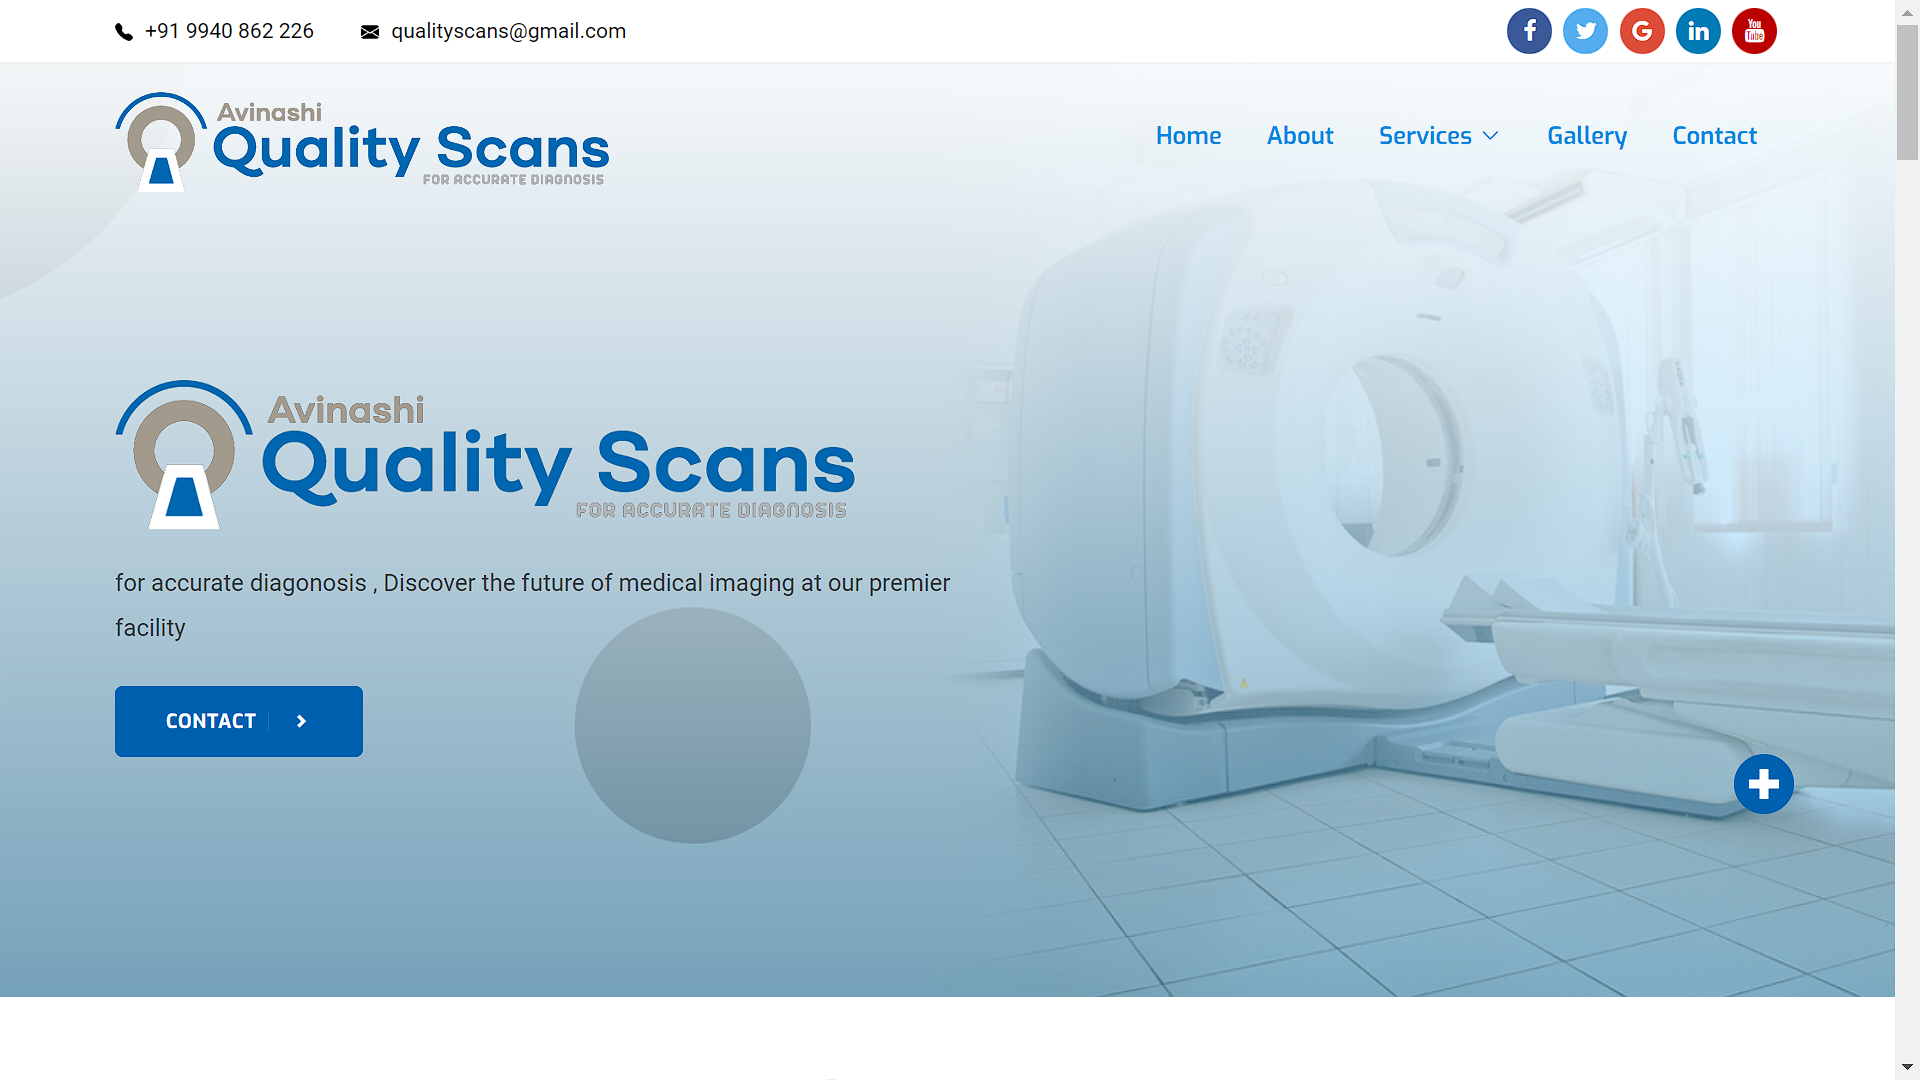 +91 9940 862 226 qualityscans@gmail.com
You Tube
Avinashi
Quality Scans
FOR ACCURATE DIAGNOSIS
Home About Services Gallery Contact
Avinashi
Quality Scans
FOR ACCURATE DIAGNOSIS
for accurate diagonosis , Discover the future of medical imaging at our premier
facility
CONTACT